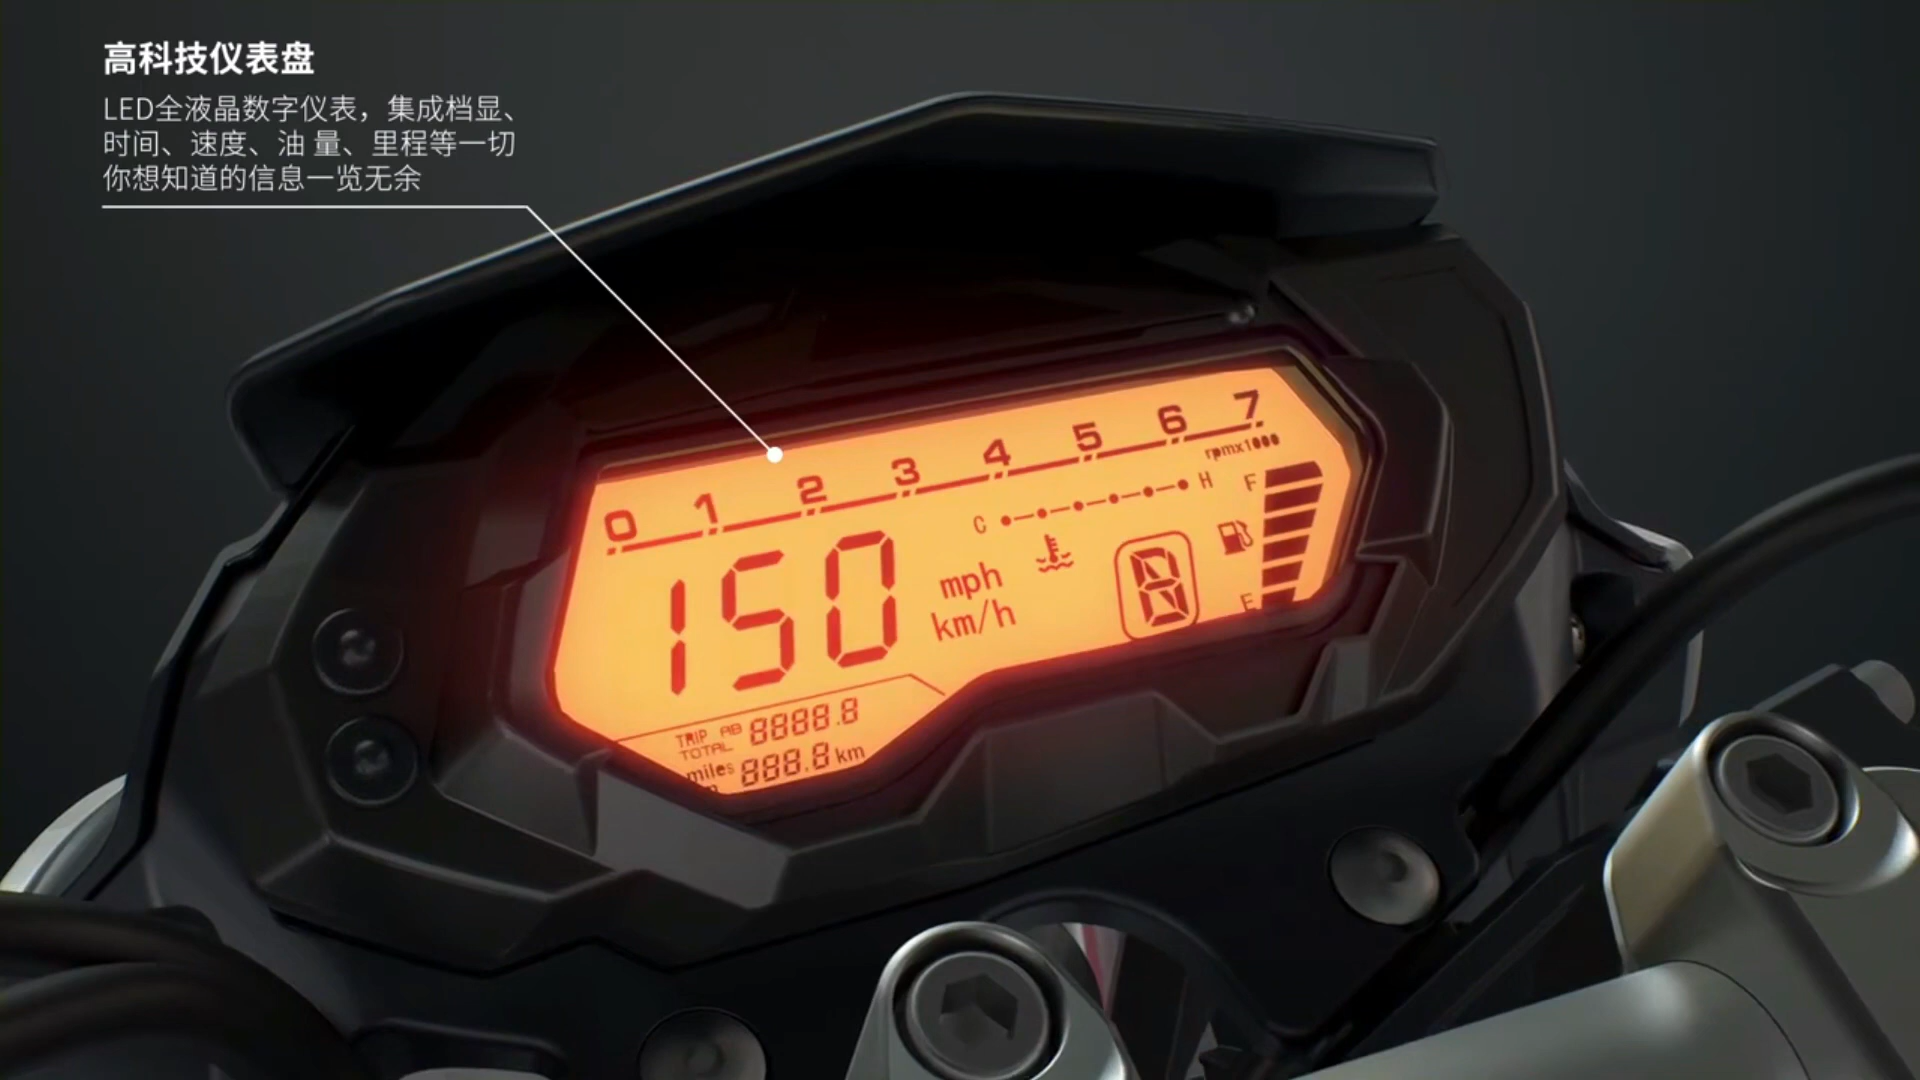 高科技仪表盘
LED全液晶数字仪表，集成档显、
时间、速度、油 量、里程等一切
你想知道的信息一览无余
0 1 2 3 4 5 6 7
rpmx1000
C H F
150 mph
km/h
8
E
TRIP AB 8888.8
TOTAL
miles 888.8 km